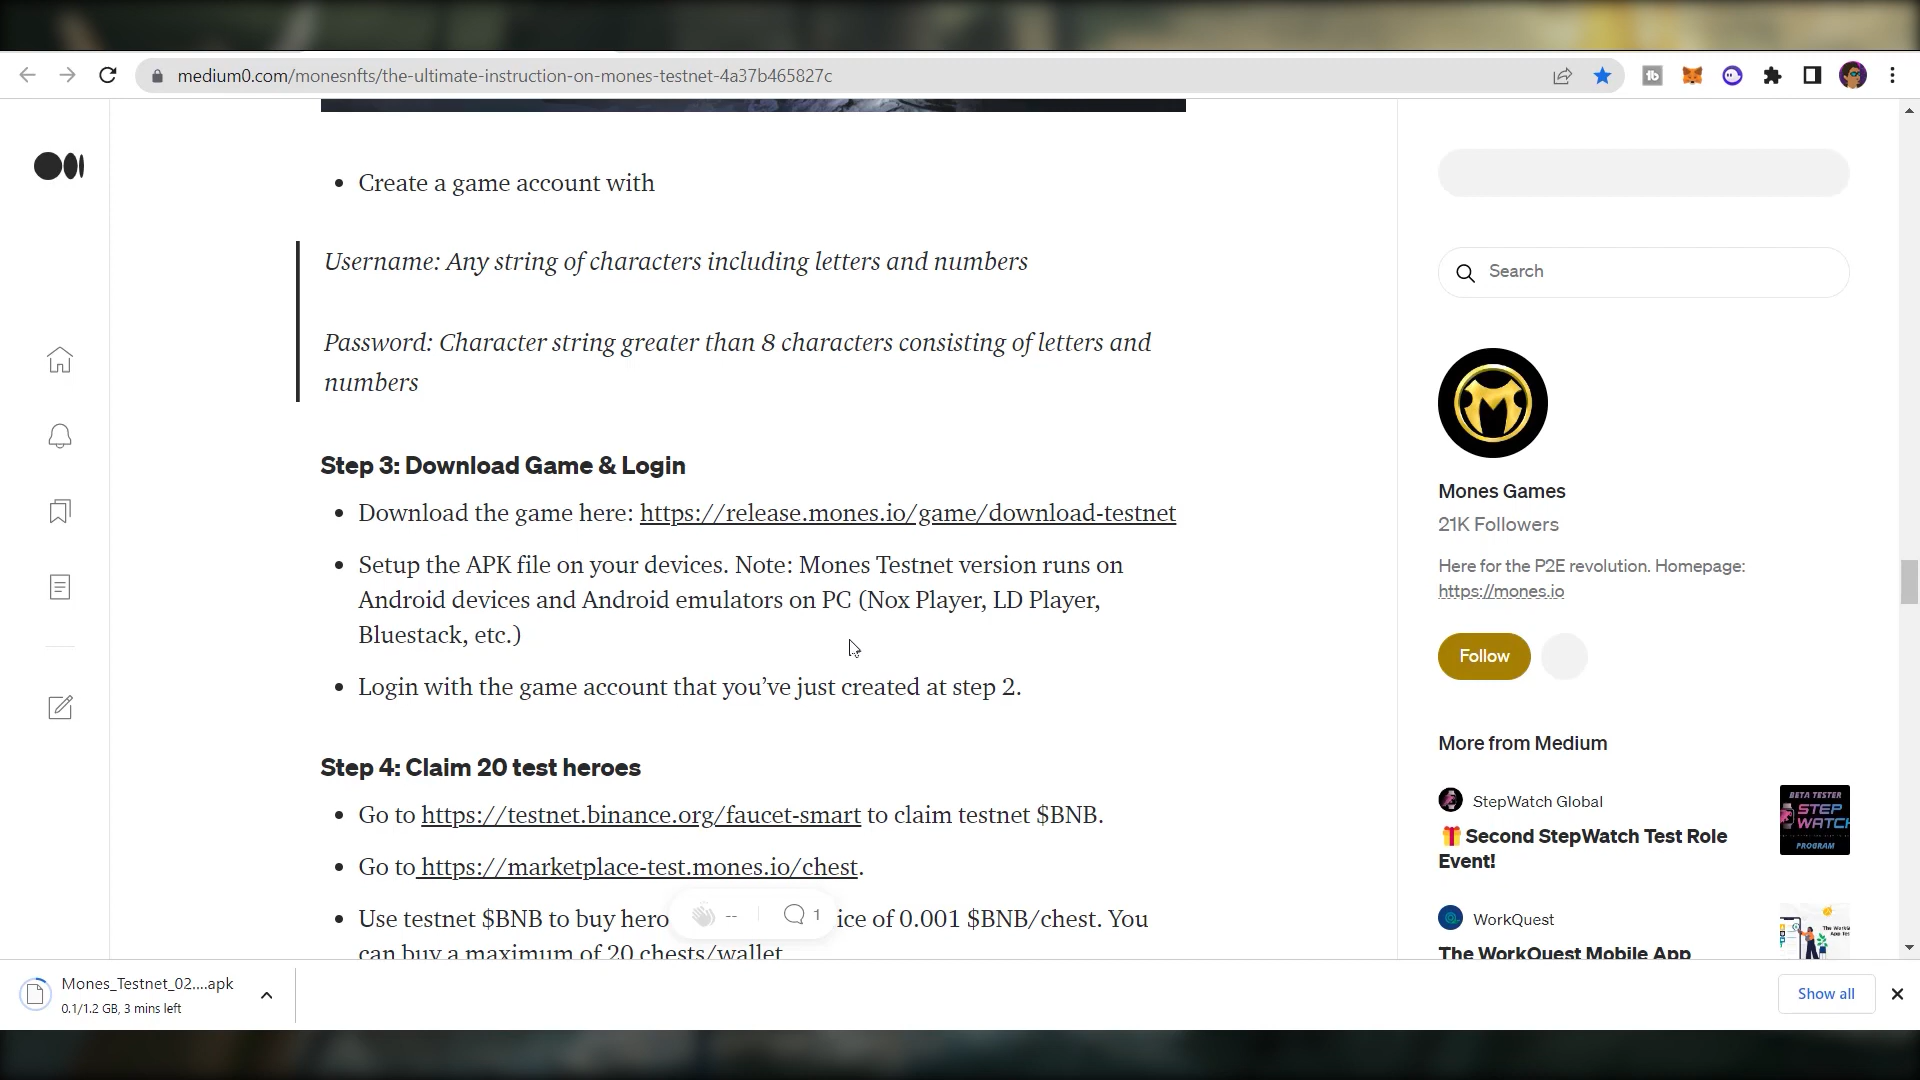 medium0.com/monesnfts/the-ultimate-instruction-on-mones-testnet-4a37b465827c
Create a game account with
Username: Any string of characters including letters and numbers
Password: Character string greater than 8 characters consisting of letters and
numbers
Step 3: Download Game & Login
Download the game here: https://release.mones.io/game/download-testnet
Setup the APK file on your devices. Note: Mones Testnet version runs on
Android devices and Android emulators on PC (Nox Player, LD Player,
Bluestack, etc.)
Login with the game account that you’ve just created at step 2.
Step 4: Claim 20 test heroes
Go to https://testnet.binance.org/faucet-smart to claim testnet $BNB.
Go to https://marketplace-test.mones.io/chest.
Use testnet $BNB to buy hero ice of 0.001 $BNB/chest. You
can buy a maximum of 20 chests/wallet
-- 1
Search
Mones Games
21K Followers
Here for the P2E revolution. Homepage:
https://mones.io
Follow
More from Medium
StepWatch Global
Second StepWatch Test Role
Event!
BETA TESTER
STEP
WATCH
PROGRAM
WorkQuest
The WorkQuest Mobile App
Mones_Testnet_02....apk
0.1/1.2 GB, 3 mins left
Show all